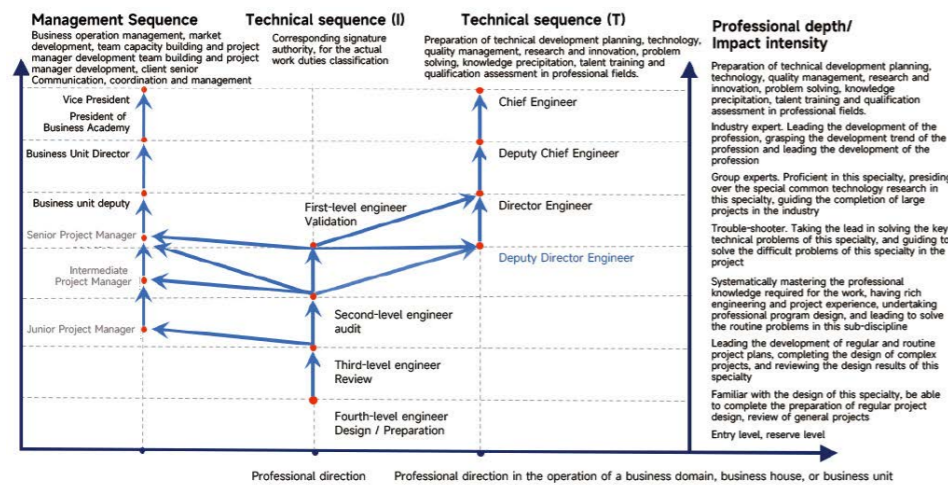 Management Sequence
Business operation management, market
development, team capacity building and project
manager development team building and project
manager development, client senior
Communication, coordination and management
Technical sequence (I)
Corresponding signature
authority, for the actual
work duties classification
Technical sequence (T)
Preparation of technical development planning, technology,
quality management, research and innovation, problem
solving, knowledge precipitation, talent training and
qualification assessment in professional fields.
Professional depth/
Impact intensity
Preparation of technical development planning,
technology, quality management, research and
innovation, problem solving, knowledge
precipitation, talent training and qualification
assessment in professional fields.
Industry expert. Leading the development of the
profession, grasping the development trend of the
profession and leading the development of the
profession
Group experts. Proficient in this specialty, presiding
over the special common technology research in
this specialty, guiding the completion of large
projects in the industry
Trouble-shooter. Taking the lead in solving the key
technical problems of this specialty, and guiding to
solve the difficult problems of this specialty in the
project
Systematically mastering the professional
knowledge required for the work, having rich
engineering and project experience, undertaking
professional program design, and leading to solve
the routine problems in this sub-discipline
Leading the development of regular and routine
project plans, completing the design of complex
projects, and reviewing the design results of this
specialty
Familiar with the design of this specialty, be able
to complete the preparation of regular project
design, review of general projects
Entry level, reserve level
Vice President
President of
Business Academy
Business Unit Director
Business unit deputy
Senior Project Manager
Intermediate
Project Manager
Junior Project Manager
First-level engineer
Validation
Second-level engineer
audit
Third-level engineer
Review
Fourth-level engineer
Design / Preparation
Chief Engineer
Deputy Chief Engineer
Director Engineer
Deputy Director Engineer
Professional direction
Professional direction in the operation of a business domain, business house, or business unit